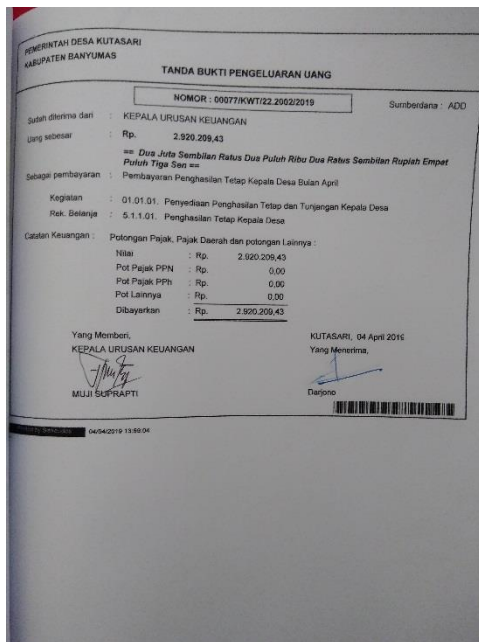 PEMERINTAH DESA KUTASARI
KABUPATEN BANYUMAS
TANDA BUKTI PENGELUARAN UANG
NOMOR : 00077/KWT/22.2002/2019
Sumberdana : ADD
Sudah diterima dari : KEPALA URUSAN KEUANGAN
Uang sebesar : Rp. 2.920.209,43
== Dua Juta Sembilan Ratus Dua Puluh Ribu Dua Ratus Sembilan Rupiah Empat
Puluh Tiga Sen ==
Sebagai pembayaran : Pembayaran Penghasilan Tetap Kepala Desa Bulan April
Kegiatan : 01.01.01. Penyediaan Penghasilan Tetap dan Tunjangan Kepala Desa
Rek. Belanja : 5.1.1.01. Penghasilan Tetap Kepala Desa
Catatan Keuangan : Potongan Pajak, Pajak Daerah dan potongan Lainnya :
Nilai : Rp. 2.920.209,43
Pot Pajak PPN : Rp. 0,00
Pot Pajak PPh : Rp. 0,00
Pot Lainnya : Rp. 0,00
Dibayarkan : Rp. 2.920.209,43
Yang Memberi,
KEPALA URUSAN KEUANGAN
MUJI SUPRAPTI
KUTASARI, 04 April 2019
Yang Menerima,
Darjono
04/04/2019 13:59:04